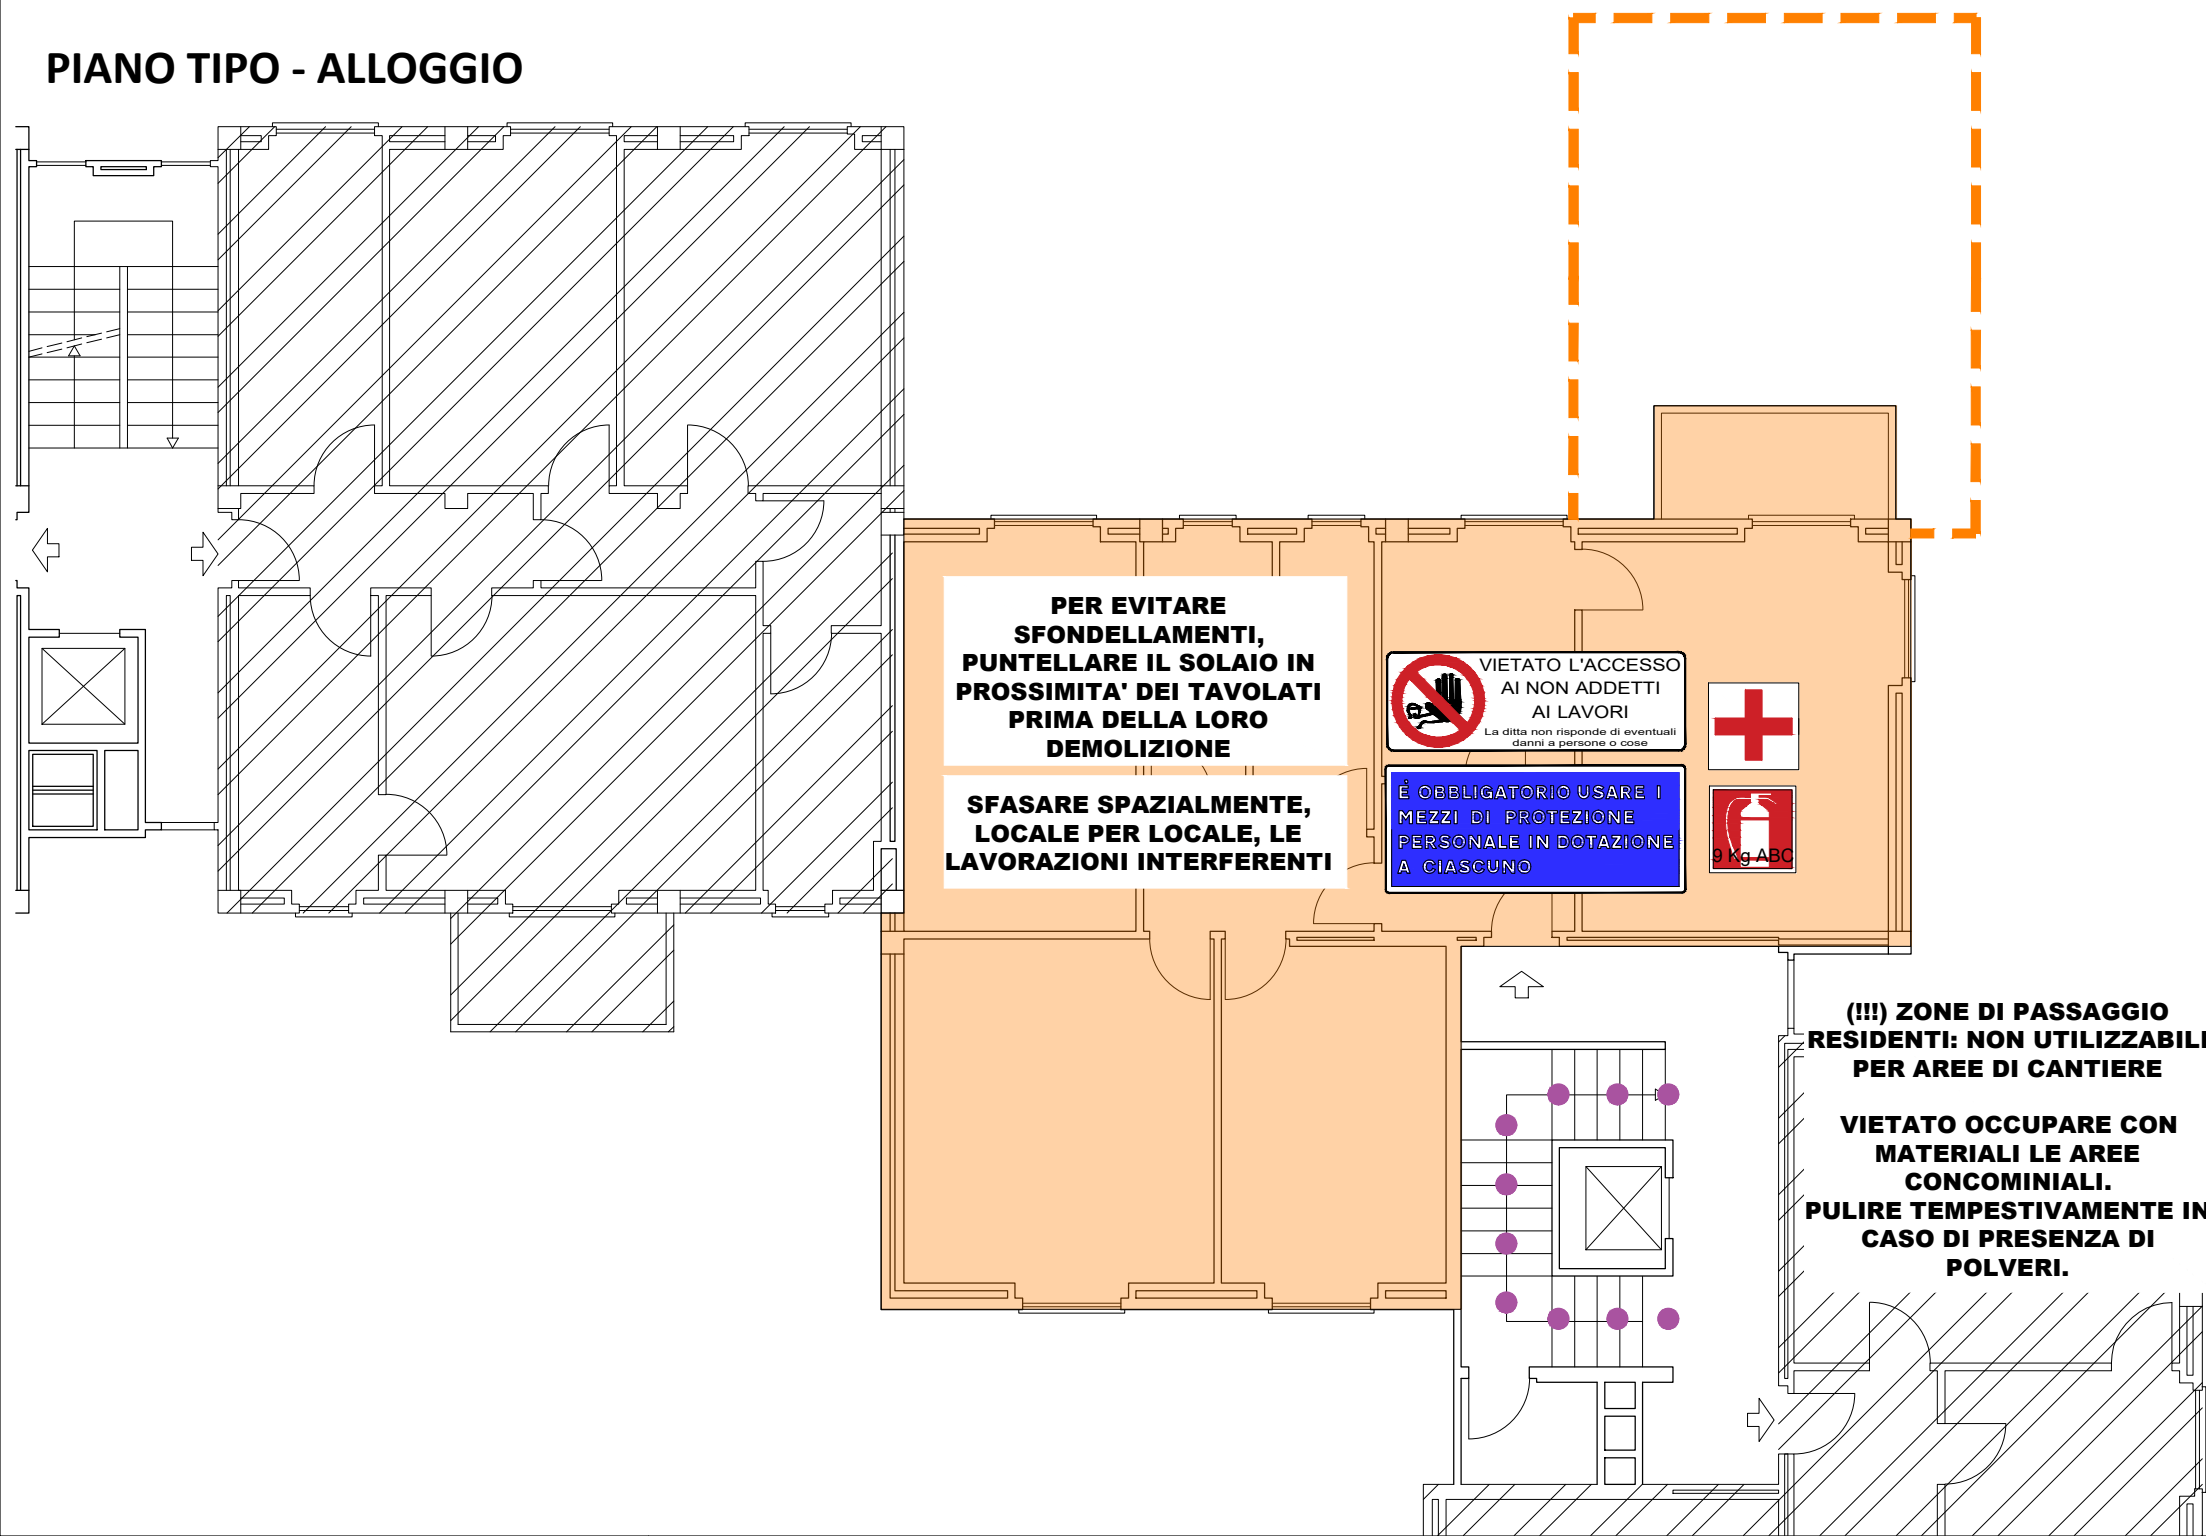 PIANO TIPO - ALLOGGIO
PER EVITARE
SFONDELLAMENTI,
PUNTELLARE IL SOLAIO IN
PROSSIMITA' DEI TAVOLATI
PRIMA DELLA LORO
DEMOLIZIONE
SFASARE SPAZIALMENTE,
LOCALE PER LOCALE, LE
LAVORAZIONI INTERFERENTI
VIETATO L'ACCESSO
AI NON ADDETTI
AI LAVORI
La ditta non risponde di eventuali
danni a persone o cose
È OBBLIGATORIO USARE I
MEZZI DI PROTEZIONE
PERSONALE IN DOTAZIONE
A CIASCUNO
9 Kg ABC
(!!!) ZONE DI PASSAGGIO
RESIDENTI: NON UTILIZZABILI
PER AREE DI CANTIERE
VIETATO OCCUPARE CON
MATERIALI LE AREE
CONCOMINIALI.
PULIRE TEMPESTIVAMENTE IN
CASO DI PRESENZA DI
POLVERI.